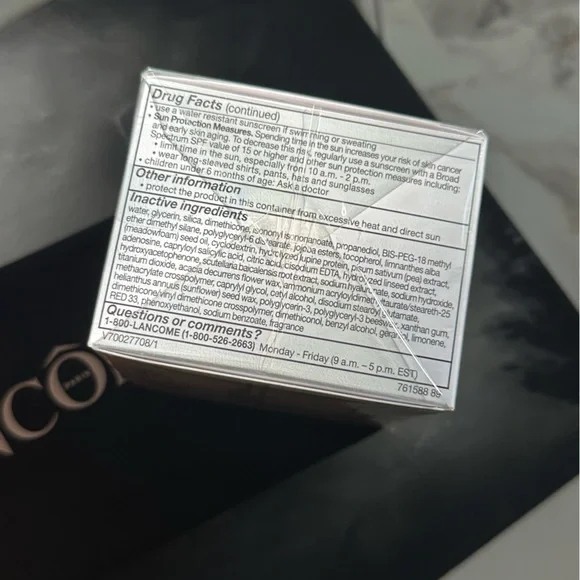 Drug Facts (continued)
• use a water resistant sunscreen if swimming or sweating
• Sun Protection Measures. Spending time in the sun increases your risk of skin cancer
and early skin aging. To decrease this risk, regularly use a sunscreen with a Broad
Spectrum SPF value of 15 or higher and other sun protection measures including:
• limit time in the sun, especially from 10 a.m. - 2 p.m.
• wear long-sleeved shirts, pants, hats and sunglasses
• children under 6 months of age: Ask a doctor
Other information
• protect the product in this container from excessive heat and direct sun
Inactive ingredients
water, glycerin, silica, dimethicone, isononyl isononanoate, propanediol, BIS-PEG-18 methyl
ether dimethyl silane, polyglyceryl-6 distearate, jojoba esters, tocopherol, limnanthes alba
(meadowfoam) seed oil, cyclodextrin, hydrolyzed lupine protein, pisum sativum (pea) extract,
adenosine, capryloyl salicylic acid, citric acid, disodium EDTA, hydrolyzed linseed extract,
hydroxyacetophenone, scutellaria baicalensis root extract, sodium hyaluronate, sodium hydroxide,
titanium dioxide, acacia decurrens flower wax, ammonium acryloyldimethyltaurate/steareth-25
methacrylate crosspolymer, caprylyl glycol, cetyl alcohol, disodium stearoyl glutamate,
helianthus annuus (sunflower) seed wax, polyglycerin-3, polyglyceryl-3 beeswax, xanthan gum,
dimethicone/vinyl dimethicone crosspolymer, dimethiconol, benzyl alcohol, geraniol, limonene,
RED 33, phenoxyethanol, sodium benzoate, fragrance
Questions or comments?
1-800-LANCOME (1-800-526-2663) Monday - Friday (9 a.m. – 5 p.m. EST)
V70027708/1
761588 89
NCÔ
PARIS